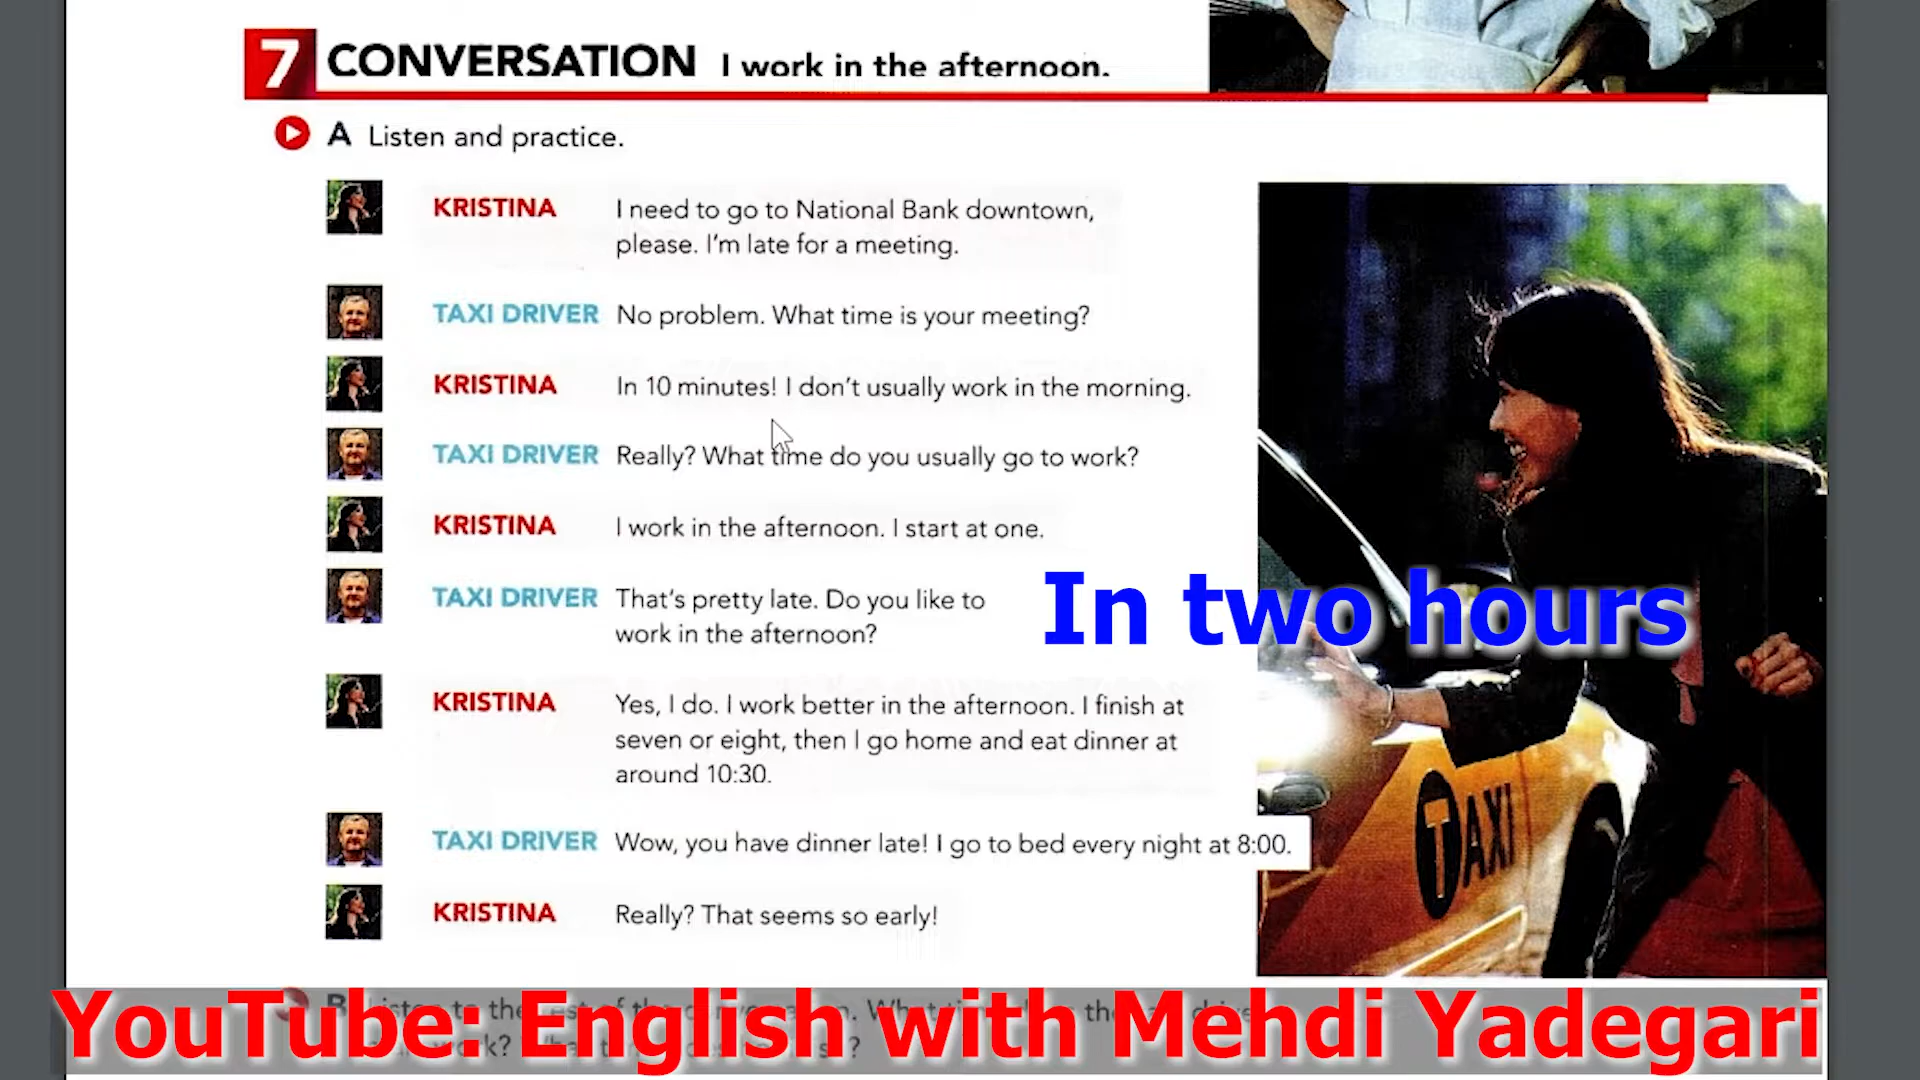 7 CONVERSATION I work in the afternoon.
A Listen and practice.
KRISTINA I need to go to National Bank downtown,
please. I'm late for a meeting.
TAXI DRIVER No problem. What time is your meeting?
KRISTINA In 10 minutes! I don't usually work in the morning.
TAXI DRIVER Really? What time do you usually go to work?
KRISTINA I work in the afternoon. I start at one.
TAXI DRIVER That's pretty late. Do you like to
work in the afternoon?
In two hours
KRISTINA Yes, I do. I work better in the afternoon. I finish at
seven or eight, then I go home and eat dinner at
around 10:30.
TAXI
TAXI DRIVER Wow, you have dinner late! I go to bed every night at 8:00.
KRISTINA Really? That seems so early!
YouTube: English with Mehdi Yadegari